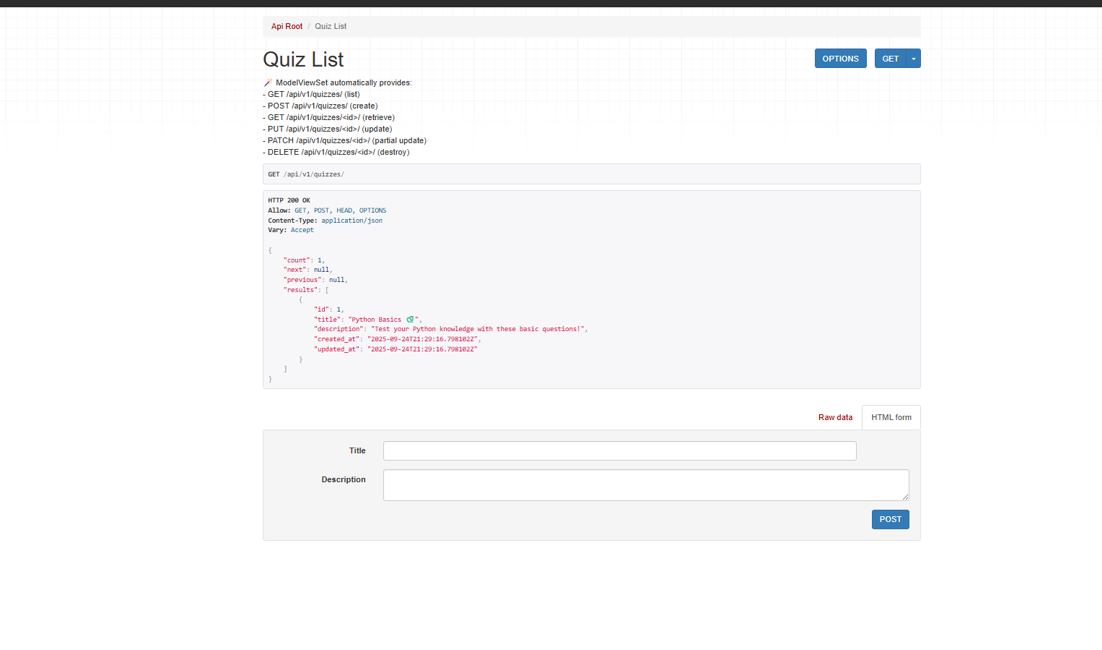 Api Root / Quiz List
Quiz List
OPTIONS
GET
🪄 ModelViewSet automatically provides:
- GET /api/v1/quizzes/ (list)
- POST /api/v1/quizzes/ (create)
- GET /api/v1/quizzes/<id>/ (retrieve)
- PUT /api/v1/quizzes/<id>/ (update)
- PATCH /api/v1/quizzes/<id>/ (partial update)
- DELETE /api/v1/quizzes/<id>/ (destroy)
GET /api/v1/quizzes/
HTTP 200 OK
Allow: GET, POST, HEAD, OPTIONS
Content-Type: application/json
Vary: Accept
{
"count": 1,
"next": null,
"previous": null,
"results": [
{
"id": 1,
"title": "Python Basics",
"description": "Test your Python knowledge with these basic questions!",
"created_at": "2025-09-24T21:29:16.798102Z",
"updated_at": "2025-09-24T21:29:16.798102Z"
}
]
}
Raw data
HTML form
Title
Description
POST